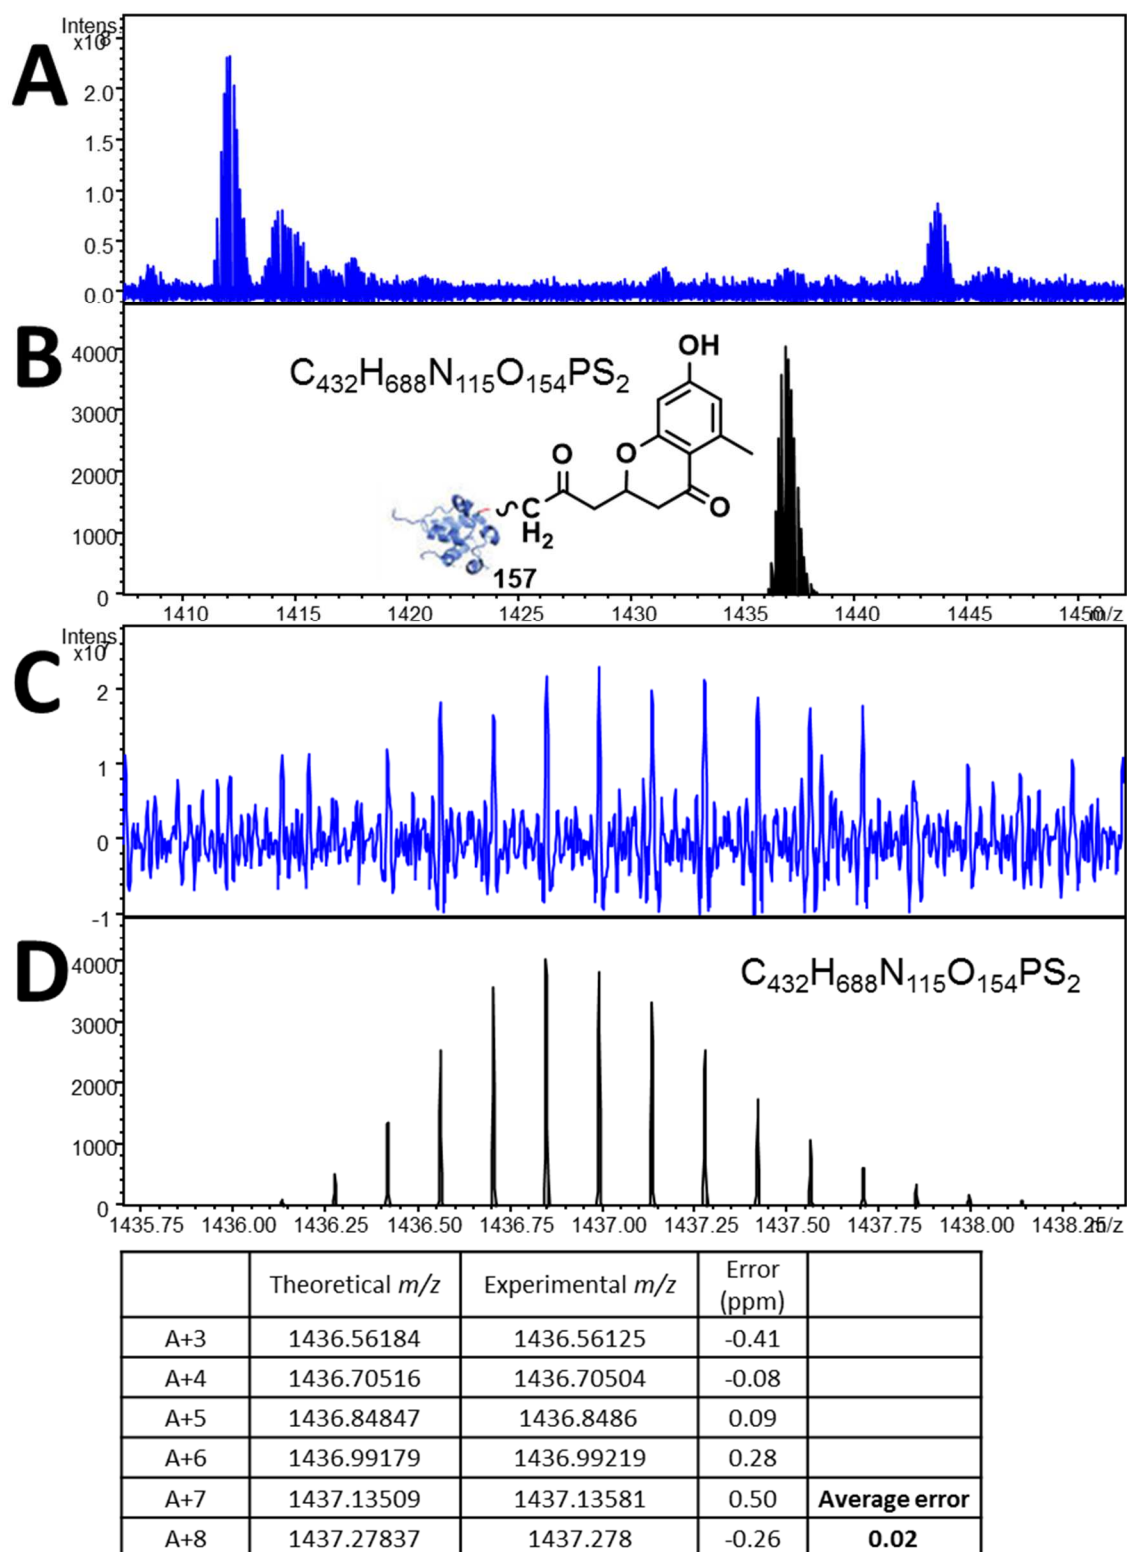 A
Intens.
x10⁸
2.0
1.5
1.0
0.5
0.0
B
4000
3000
2000
1000
0
C₄₃₂H₆₈₈N₁₁₅O₁₅₄PS₂
OH
O
O
O
C
H₂
157
1410 1415 1420 1425 1430 1435 1440 1445 1450 m/z
C
Intens.
x10⁷
2
1
0
-1
D
4000
3000
2000
1000
0
C₄₃₂H₆₈₈N₁₁₅O₁₅₄PS₂
1435.75 1436.00 1436.25 1436.50 1436.75 1437.00 1437.25 1437.50 1437.75 1438.00 1438.25 m/z
Theoretical m/z Experimental m/z Error
(ppm)
A+3 1436.56184 1436.56125 -0.41
A+4 1436.70516 1436.70504 -0.08
A+5 1436.84847 1436.8486 0.09
A+6 1436.99179 1436.99219 0.28
A+7 1437.13509 1437.13581 0.50 Average error
A+8 1437.27837 1437.278 -0.26 0.02